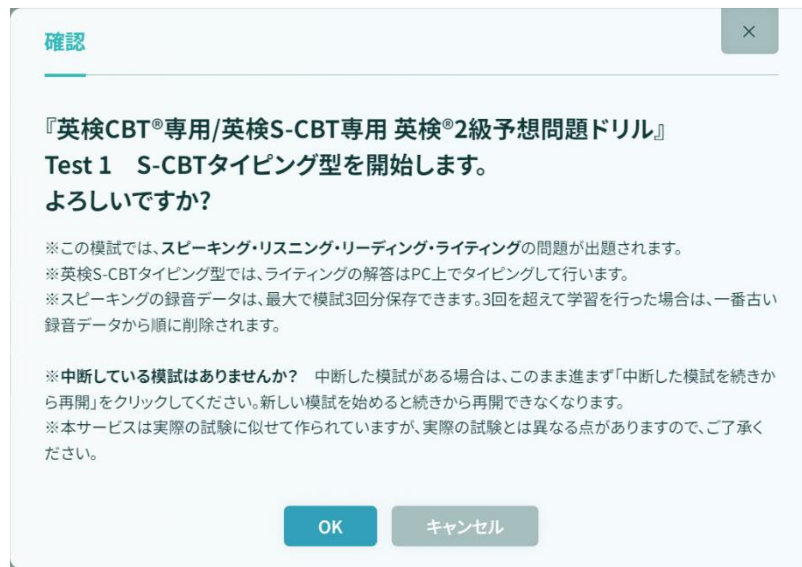 確認
×
『英検CBT®専用/英検S-CBT専用 英検®2級予想問題ドリル』
Test 1　S-CBTタイピング型を開始します。
よろしいですか?
※この模試では、スピーキング・リスニング・リーディング・ライティングの問題が出題されます。
※英検S-CBTタイピング型では、ライティングの解答はPC上でタイピングして行います。
※スピーキングの録音データは、最大で模試3回分保存できます。3回を超えて学習を行った場合は、一番古い
録音データから順に削除されます。
※中断している模試はありませんか？　中断した模試がある場合は、このまま進まず「中断した模試を続きか
ら再開」をクリックしてください。新しい模試を始めると続きから再開できなくなります。
※本サービスは実際の試験に似せて作られていますが、実際の試験とは異なる点がありますので、ご了承く
ださい。
OK
キャンセル